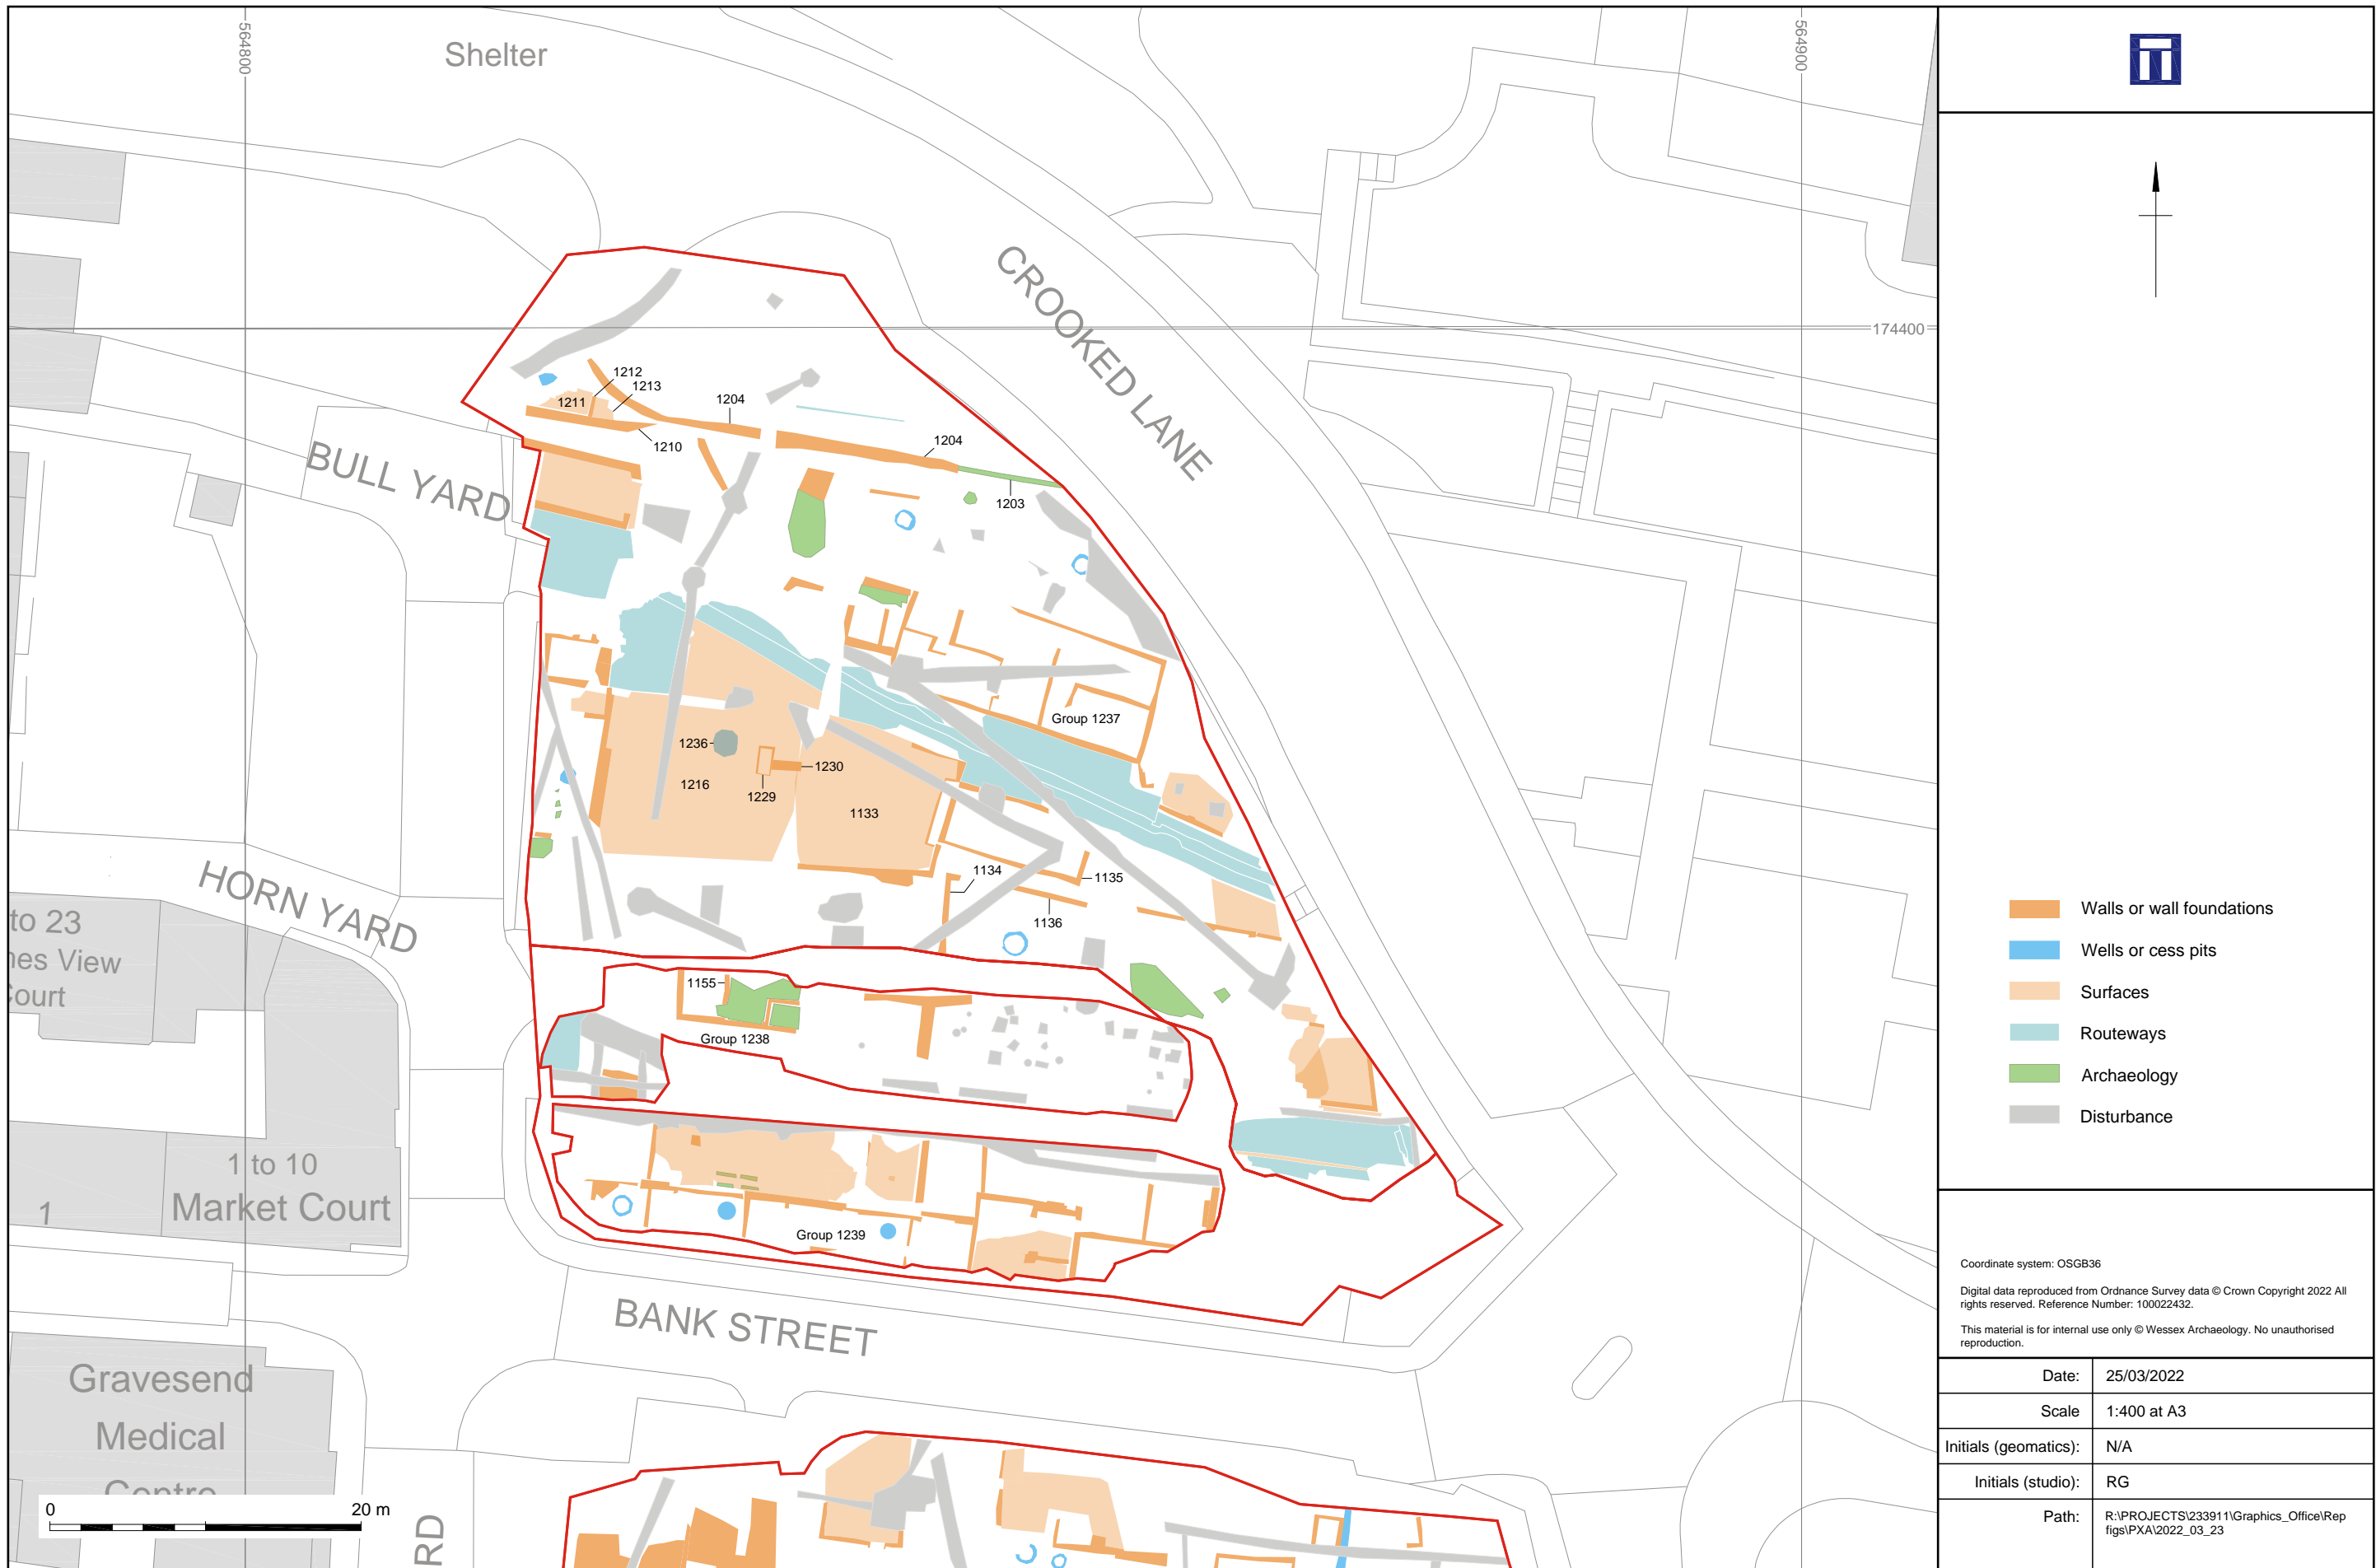 564800
564900
Shelter
CROOKED LANE
174400
1212
1213
1211
1204
1210
1204
1203
BULL YARD
Group 1237
1236
1230
1216
1229
1133
HORN YARD
1134
1135
1136
to 23
nes View
Court
1155
Group 1238
1 to 10
Market Court
1
Group 1239
BANK STREET
Gravesend
Medical
Centre
RD
0
20 m
Walls or wall foundations
Wells or cess pits
Surfaces
Routeways
Archaeology
Disturbance
Coordinate system: OSGB36
Digital data reproduced from Ordnance Survey data © Crown Copyright 2022 All
rights reserved. Reference Number: 100022432.
This material is for internal use only © Wessex Archaeology. No unauthorised
reproduction.
Date: 25/03/2022
Scale 1:400 at A3
Initials (geomatics): N/A
Initials (studio): RG
Path: R:\PROJECTS\233911\Graphics_Office\Rep
figs\PXA\2022_03_23